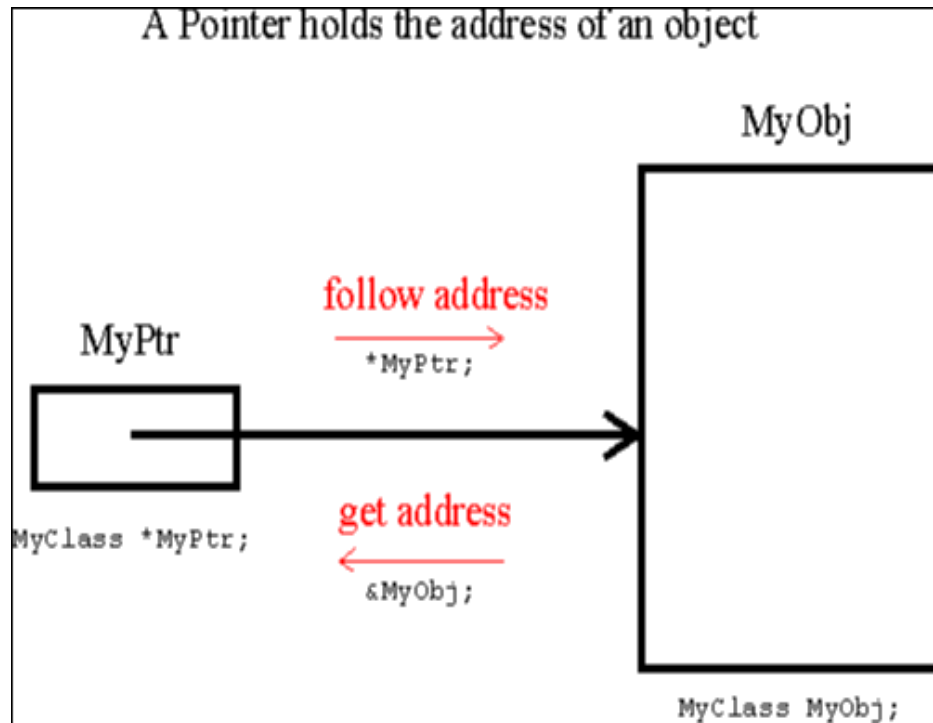 A Pointer holds the address of an object
MyObj
follow address
MyPtr
*MyPtr;
get address
MyClass *MyPtr;
&MyObj;
MyClass MyObj;